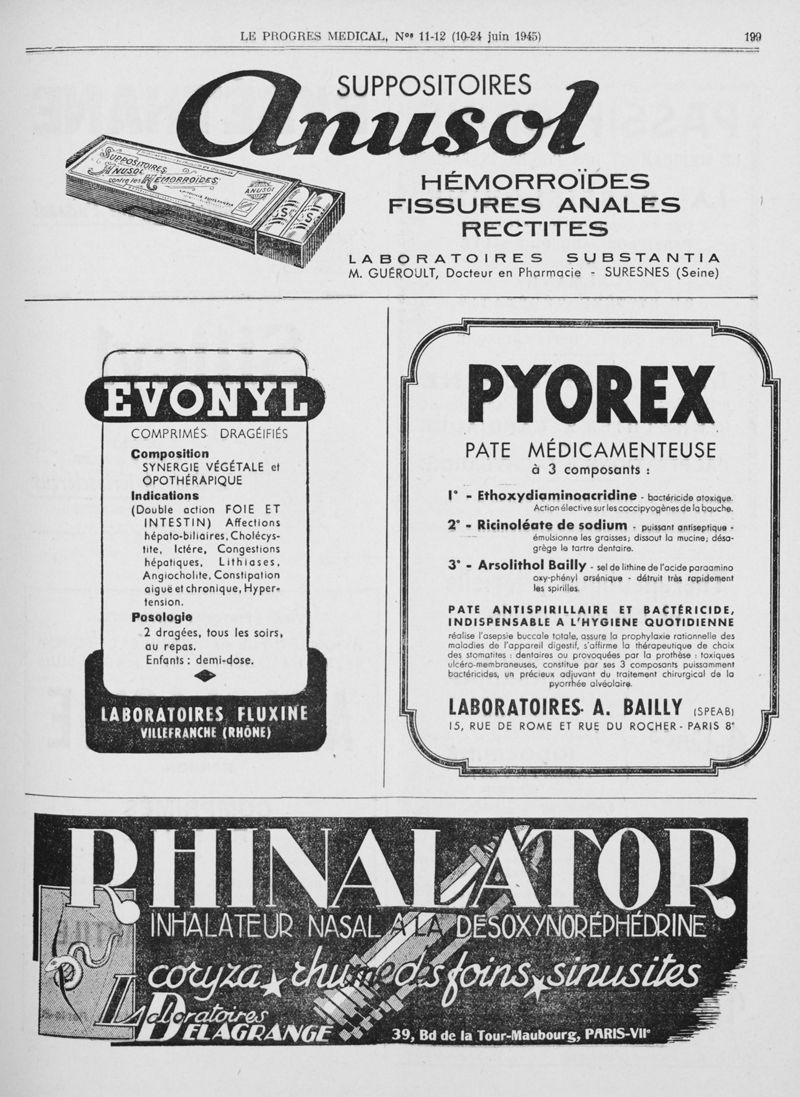 LE PROGRES MEDICAL, Nos 11-12 (10-24 juin 1945)
199
SUPPOSITOIRES
Anusol
SUPPOSITOIRES
ANUSOL
contre les HÉMORROÏDES
ANUSOL
HÉMORROÏDES
FISSURES ANALES
RECTITES
LABORATOIRES SUBSTANTIA
M. GUÉROULT, Docteur en Pharmacie - SURESNES (Seine)
EVONYL
COMPRIMÉS DRAGÉIFIÉS
Composition
SYNERGIE VÉGÉTALE et
OPOTHÉRAPIQUE
Indications
(Double action FOIE ET
INTESTIN) Affections
hépato-biliaires, Cholécys-
tite, Ictère, Congestions
hépatiques, Lithiases,
Angiocholite, Constipation
aiguë et chronique, Hyper-
tension.
Posologie
2 dragées, tous les soirs,
au repas.
Enfants : demi-dose.
LABORATOIRES FLUXINE
VILLEFRANCHE (RHÔNE)
PYOREX
PATE MÉDICAMENTEUSE
à 3 composants :
1° - Ethoxydiaminoacridine - bactéricide atoxique.
Action élective sur les coccipyogènes de la bouche.
2° - Ricinoléate de sodium - puissant antiseptique -
émulsionne les graisses; dissout la mucine; désa-
grège le tartre dentaire.
3° - Arsolithol Bailly - sel de lithine de l'acide paraamino
oxy-phényl arsénique - détruit très rapidement
les spirilles.
PATE ANTISPIRILLAIRE ET BACTÉRICIDE,
INDISPENSABLE A L'HYGIENE QUOTIDIENNE
réalise l'asepsie buccale totale, assure la prophylaxie rationnelle des
maladies de l'appareil digestif, s'affirme la thérapeutique de choix
des stomatites : dentaires ou provoquées par la prothèse : toxiques
ulcéro-membraneuses, constitue par ses 3 composants puissamment
bactéricides, un précieux adjuvant du traitement chirurgical de la
pyorrhée alvéolaire.
LABORATOIRES A. BAILLY (SPEAB)
15, RUE DE ROME ET RUE DU ROCHER - PARIS 8e
RHINALATOR
INHALATEUR NASAL A LA DESOXYNORÉPHÉDRINE
coryza ★ rhume des foins ★ sinusites
Laboratoires
DELAGRANGE
39, Bd de la Tour-Maubourg, PARIS-VIIe